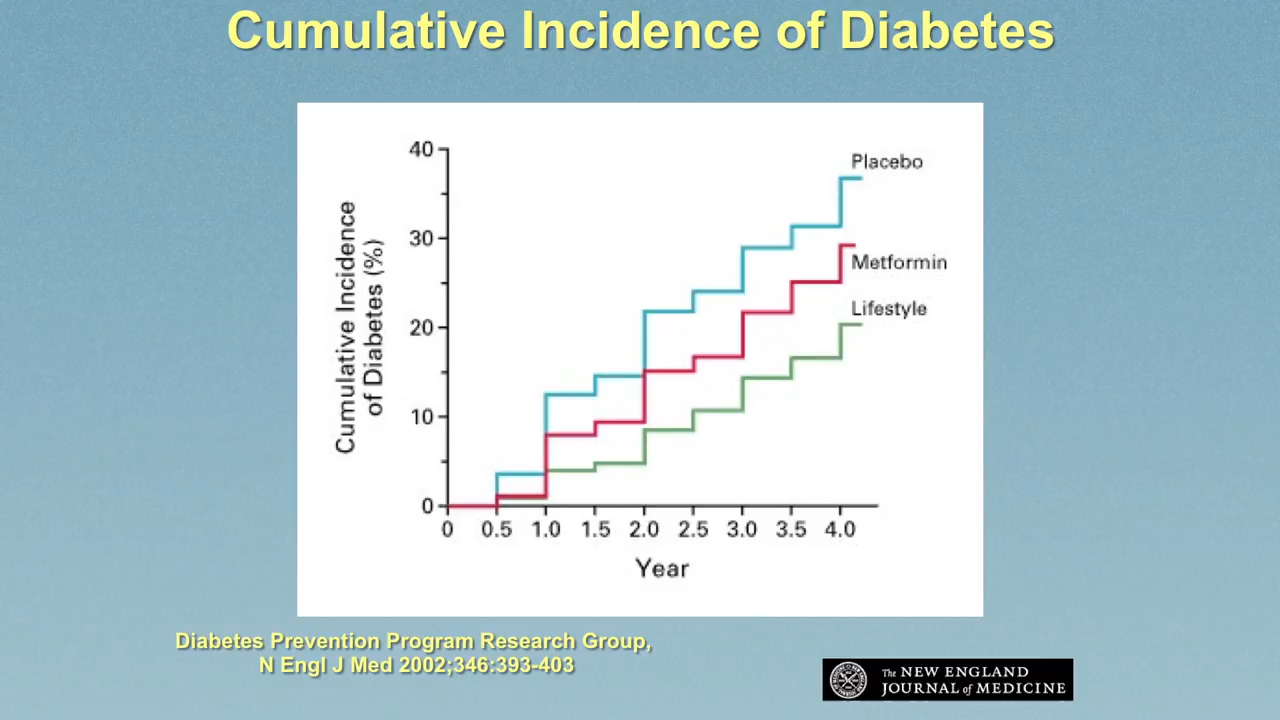 Cumulative Incidence of Diabetes
40
30
20
10
0
Cumulative Incidence
of Diabetes (%)
Placebo
Metformin
Lifestyle
0 0.5 1.0 1.5 2.0 2.5 3.0 3.5 4.0
Year
Diabetes Prevention Program Research Group,
N Engl J Med 2002;346:393-403
The NEW ENGLAND
JOURNAL of MEDICINE